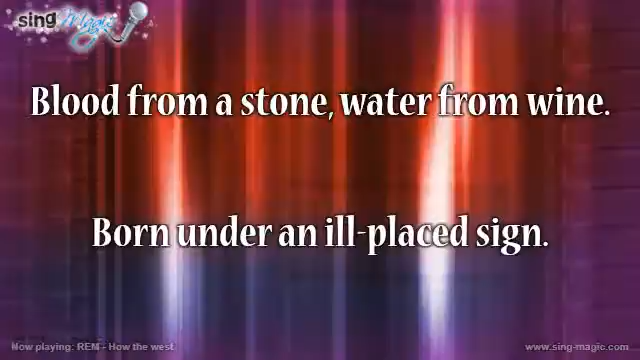 sing Magic
Blood from a stone, water from wine.
Born under an ill-placed sign.
Now playing: REM - How the west
www.sing-magic.com